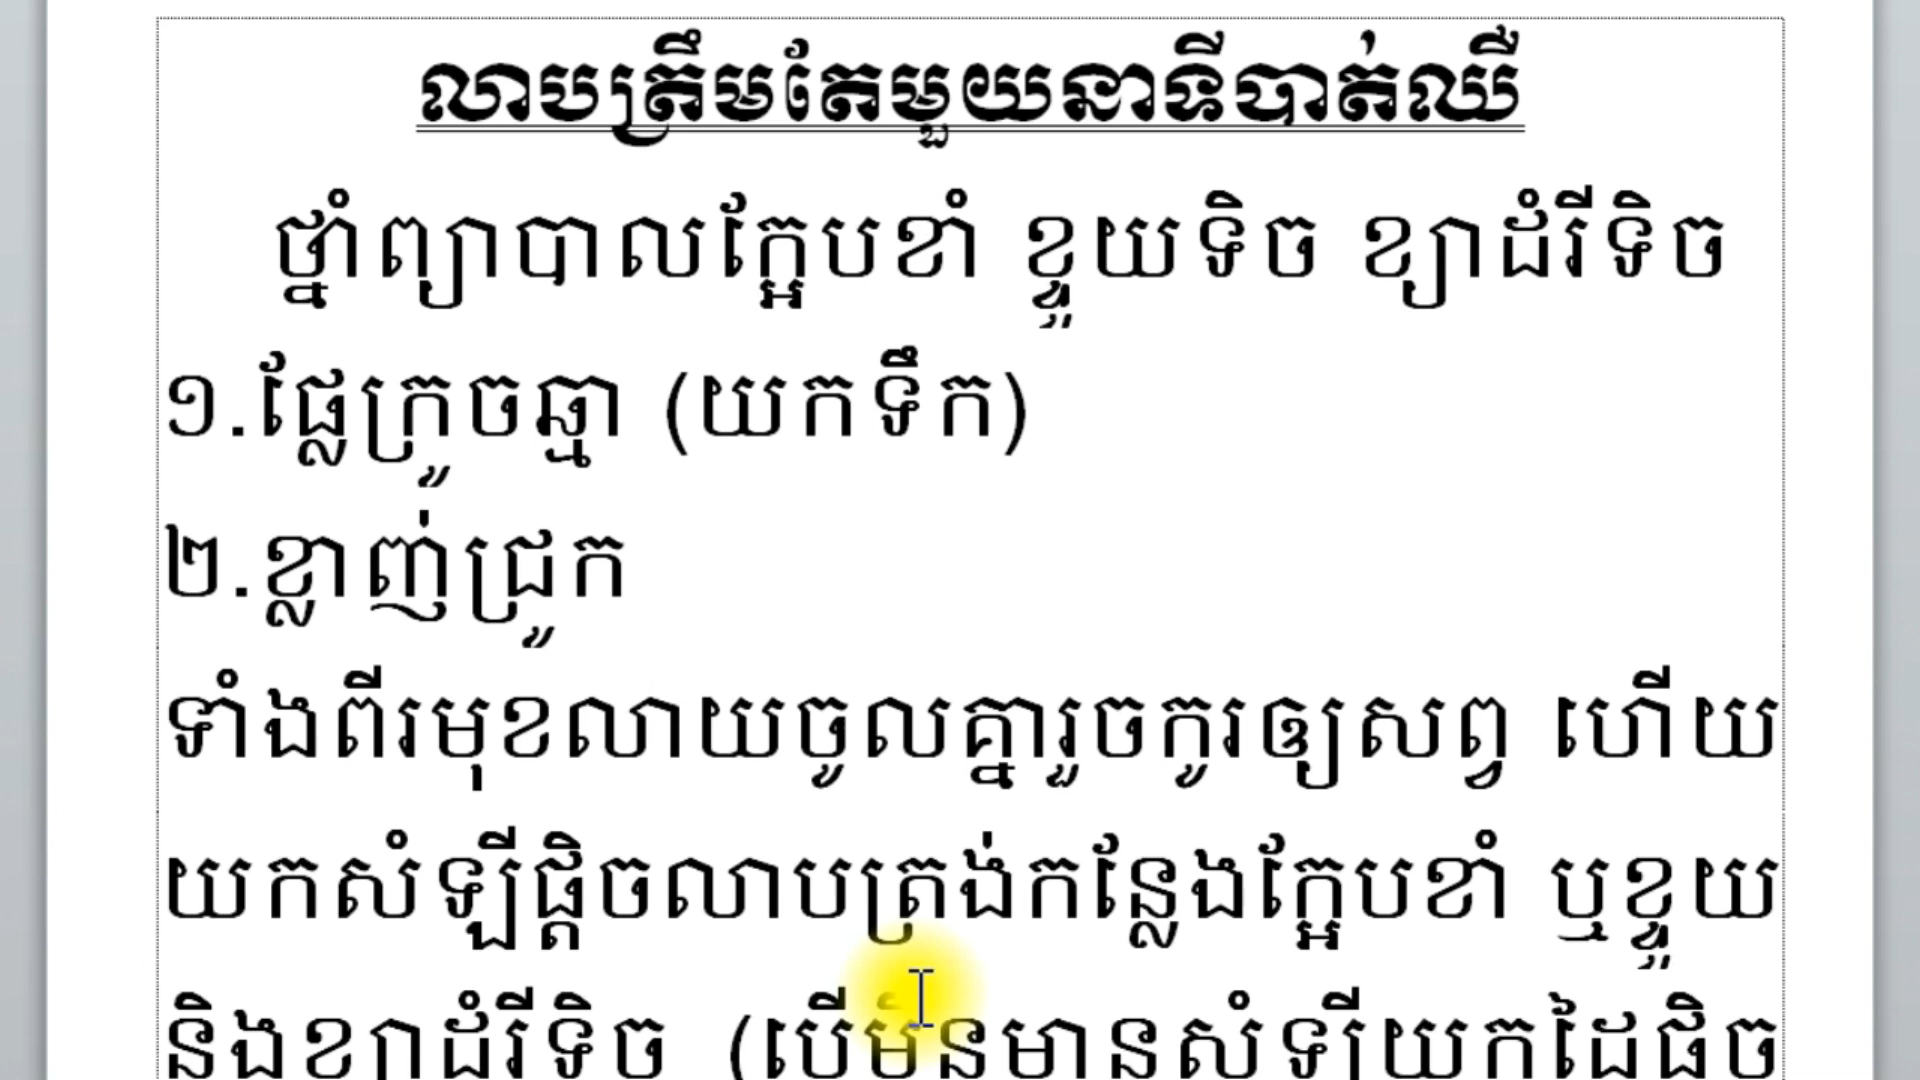 លាបត្រឹមតែមួយនាទីបាត់ឈឺ
ថ្នាំព្យាបាលក្អែបខាំ ខ្ទួយទិច ខ្យាដំរីទិច
១.ផ្លែក្រូចឆ្មា (យកទឹក)
២.ខ្លាញ់ជ្រូក
ទាំងពីរមុខលាយចូលគ្នារួចកូរឲ្យសព្វ ហើយ
យកសំឡីផ្តិចលាបត្រង់កន្លែងក្អែបខាំ ឬខ្ទួយ
និងខ្យាដំរីទិច (បើមិនមានសំឡីយកដៃផិច